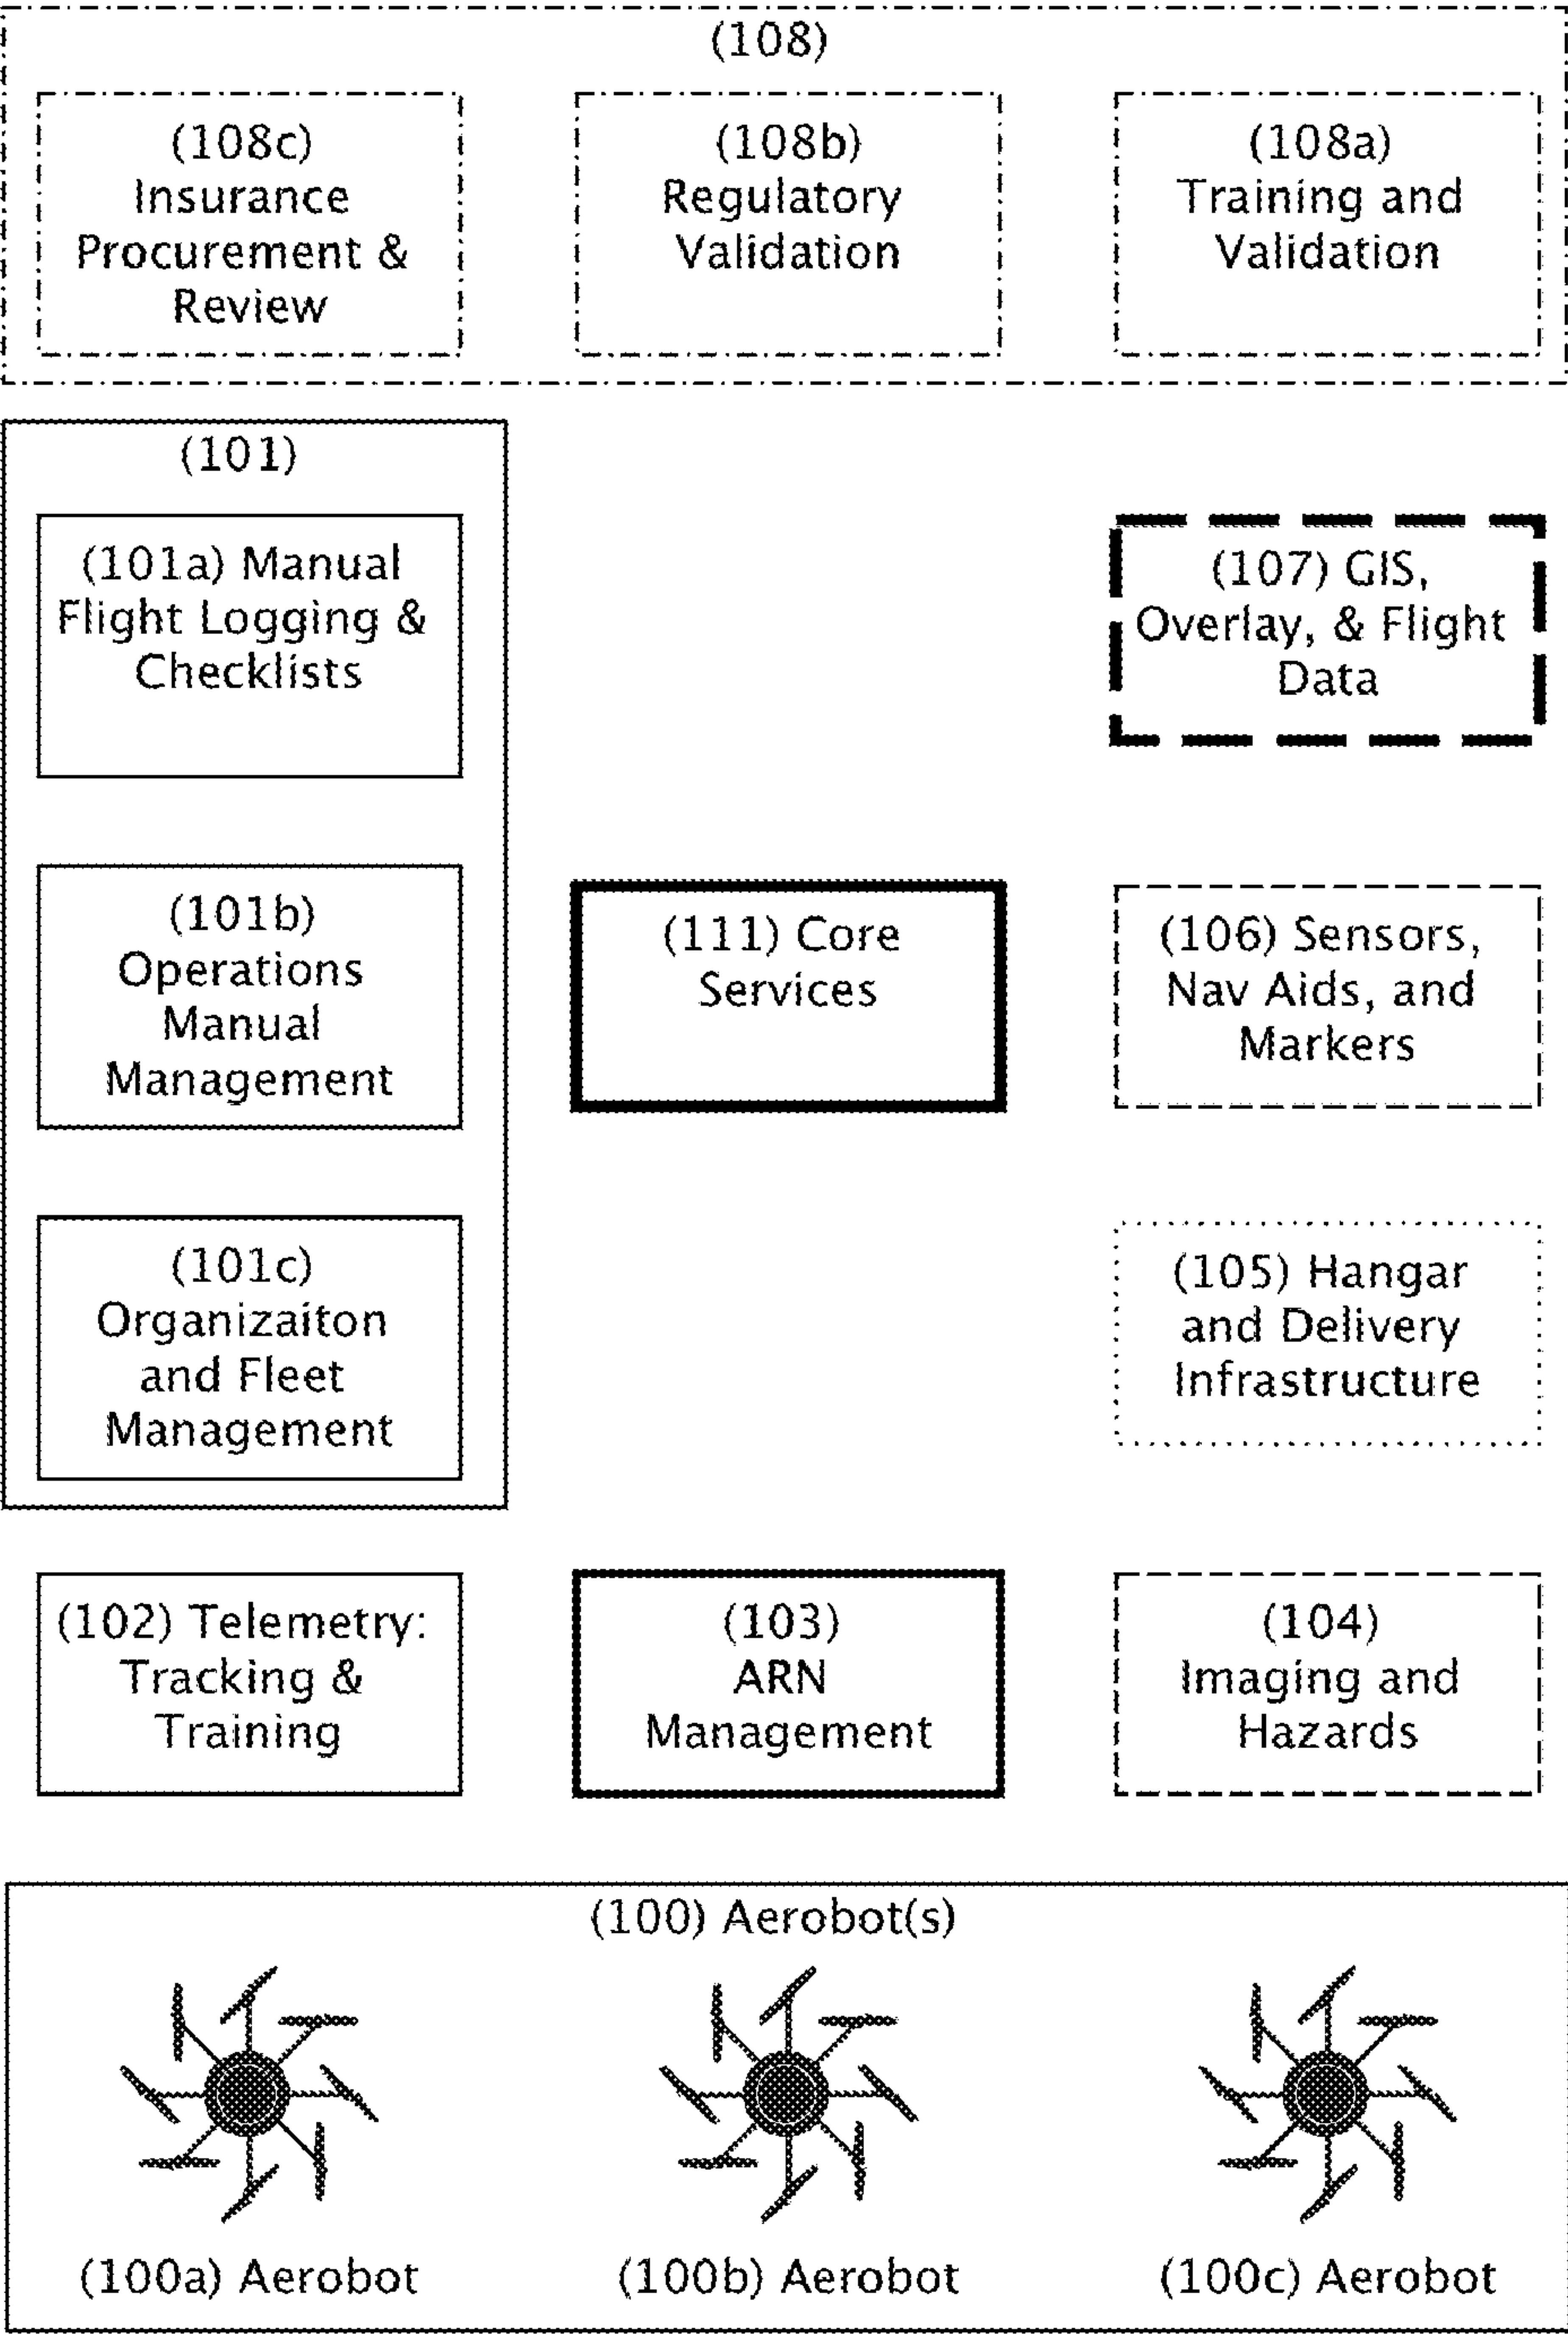 (108)
(108c)
Insurance
Procurement &
Review
(108b)
Regulatory
Validation
(108a)
Training and
Validation
(101)
(101a) Manual
Flight Logging &
Checklists
(107) GIS,
Overlay, & Flight
Data
(101b)
Operations
Manual
Management
(111) Core
Services
(106) Sensors,
Nav Aids, and
Markers
(101c)
Organizaiton
and Fleet
Management
(105) Hangar
and Delivery
Infrastructure
(102) Telemetry:
Tracking &
Training
(103)
ARN
Management
(104)
Imaging and
Hazards
(100) Aerobot(s)
(100a) Aerobot
(100b) Aerobot
(100c) Aerobot